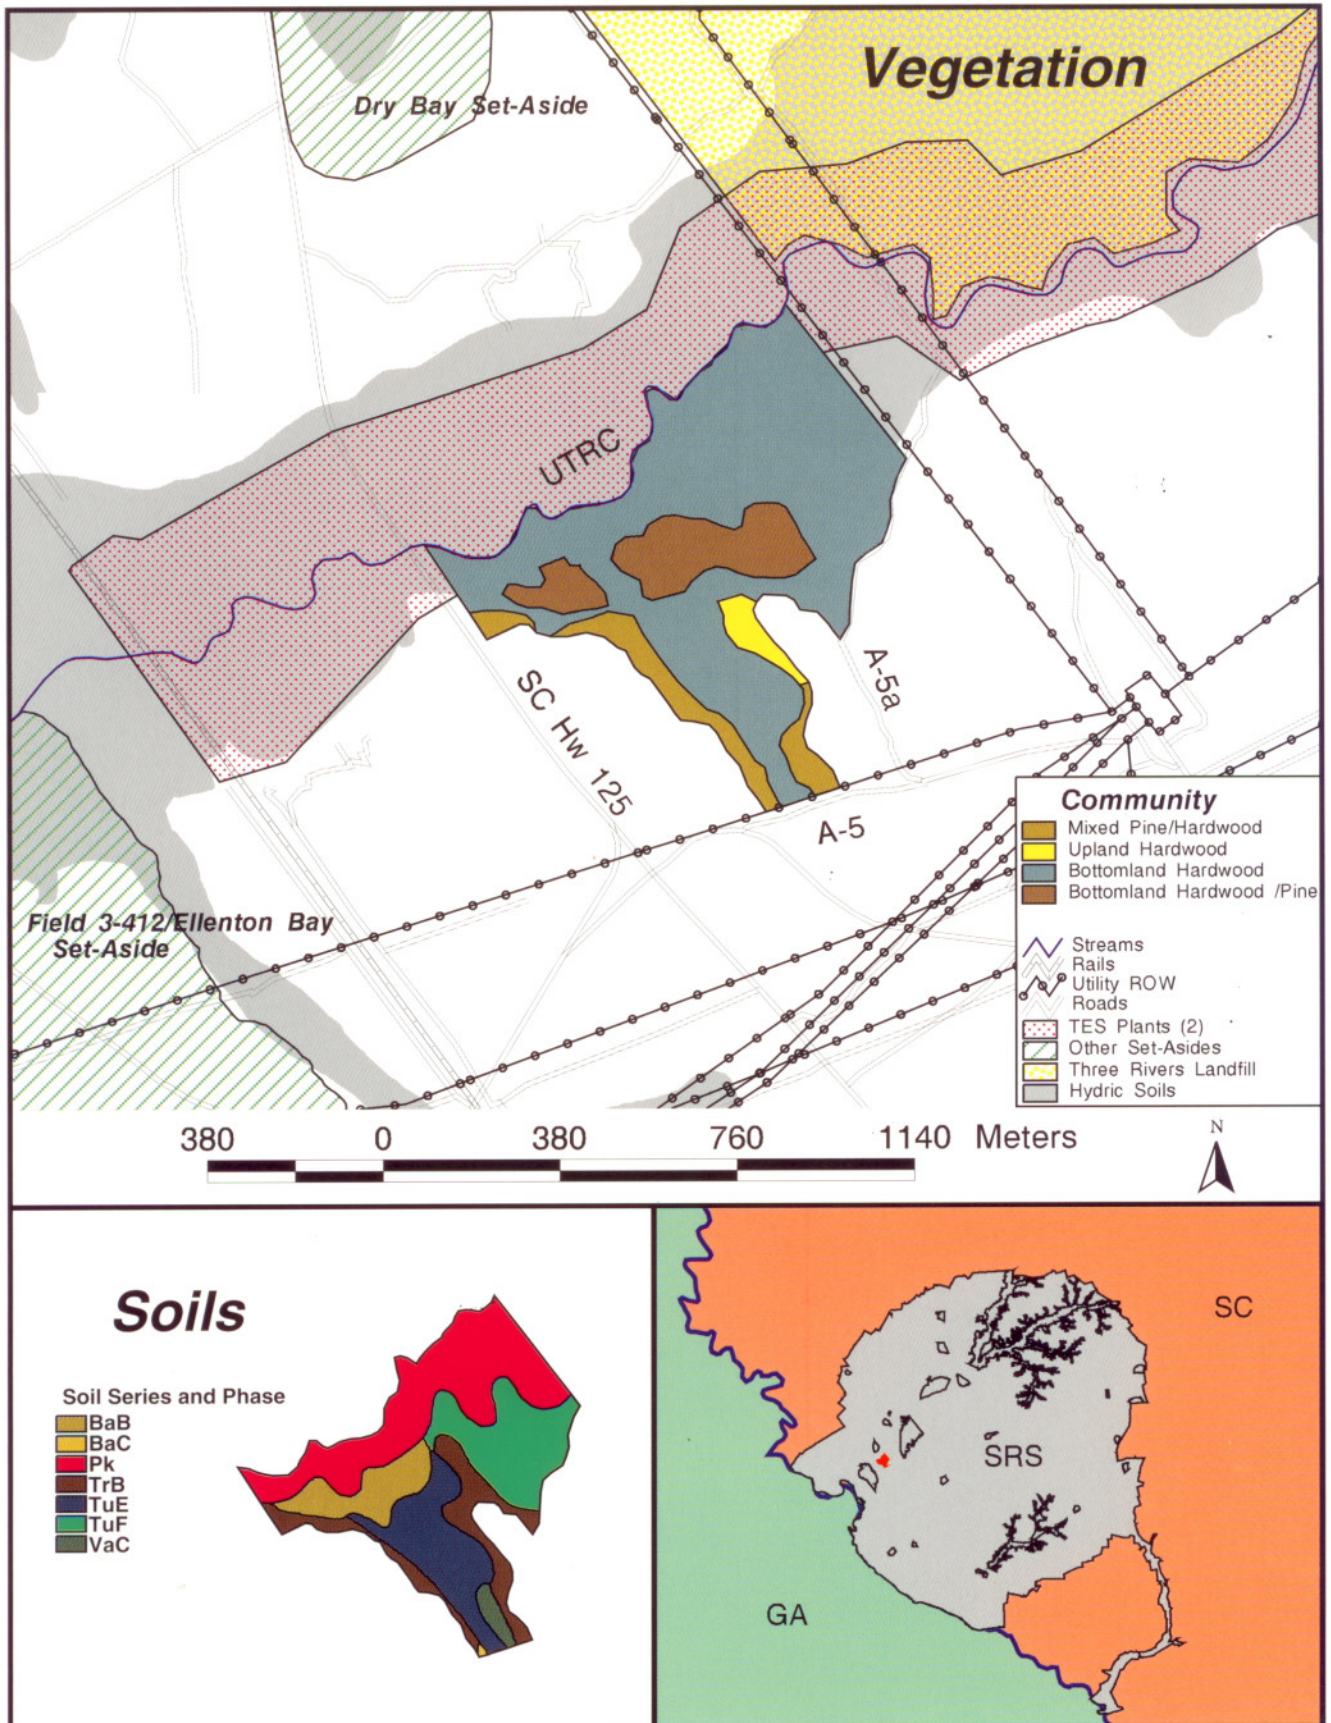 Vegetation
Dry Bay Set-Aside
UTRC
A-5a
SC Hw 125
A-5
Field 3-412/Ellenton Bay
Set-Aside
Community
Mixed Pine/Hardwood
Upland Hardwood
Bottomland Hardwood
Bottomland Hardwood /Pine
Streams
Rails
Utility ROW
Roads
TES Plants (2)
Other Set-Asides
Three Rivers Landfill
Hydric Soils
380 0 380 760 1140 Meters
N
Soils
Soil Series and Phase
BaB
BaC
Pk
TrB
TuE
TuF
VaC
SC
SRS
GA